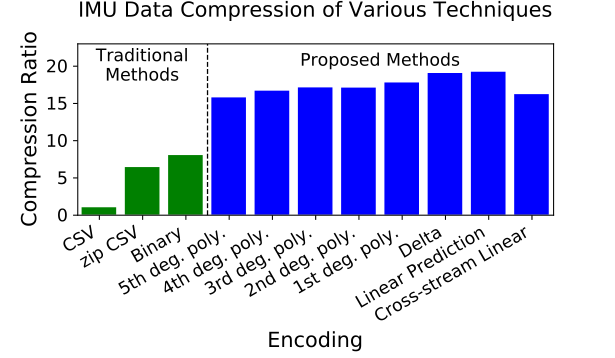 IMU Data Compression of Various Techniques
Compression Ratio
20
15
10
5
0
Traditional
Methods
Proposed Methods
CSV
zip CSV
Binary
5th deg. poly.
4th deg. poly.
3rd deg. poly.
2nd deg. poly.
1st deg. poly.
Delta
Linear Prediction
Cross-stream Linear
Encoding